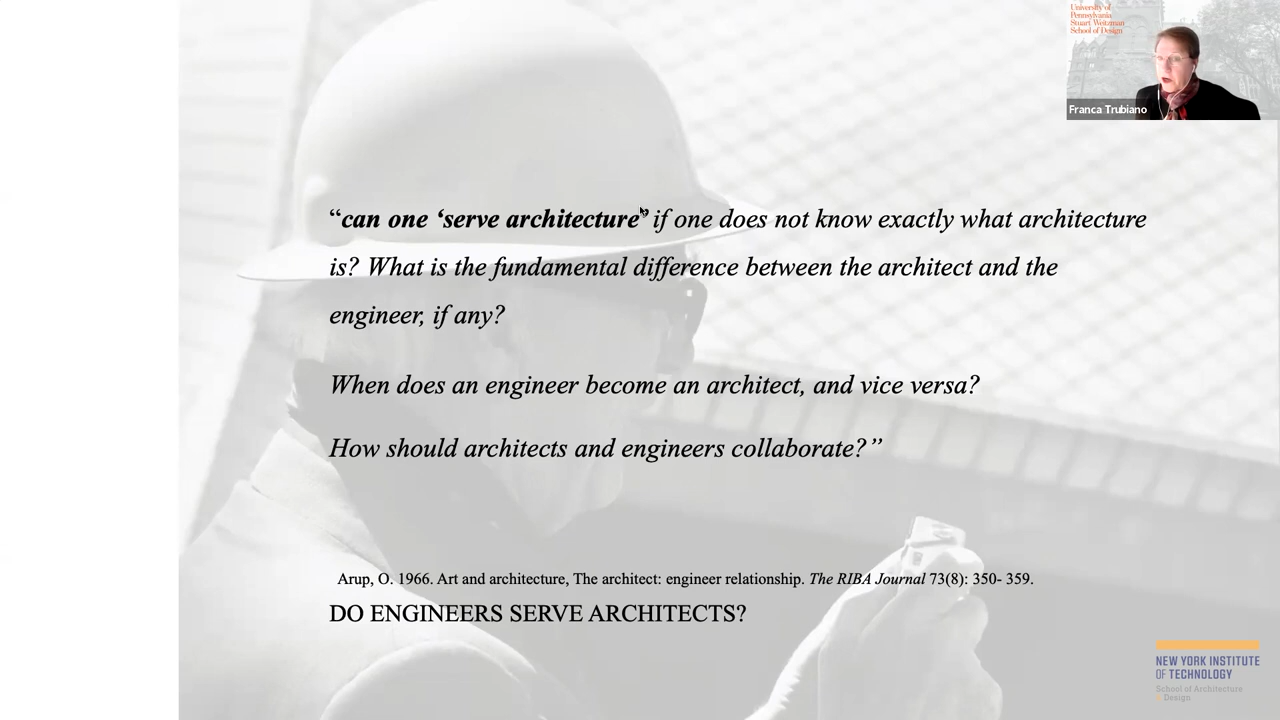 University of
Pennsylvania
Stuart Weitzman
School of Design
Franca Trubiano
“can one ‘serve architecture’ if one does not know exactly what architecture
is? What is the fundamental difference between the architect and the
engineer, if any?
When does an engineer become an architect, and vice versa?
How should architects and engineers collaborate?”
Arup, O. 1966. Art and architecture, The architect: engineer relationship. The RIBA Journal 73(8): 350- 359.
DO ENGINEERS SERVE ARCHITECTS?
NEW YORK INSTITUTE
OF TECHNOLOGY
School of Architecture
& Design